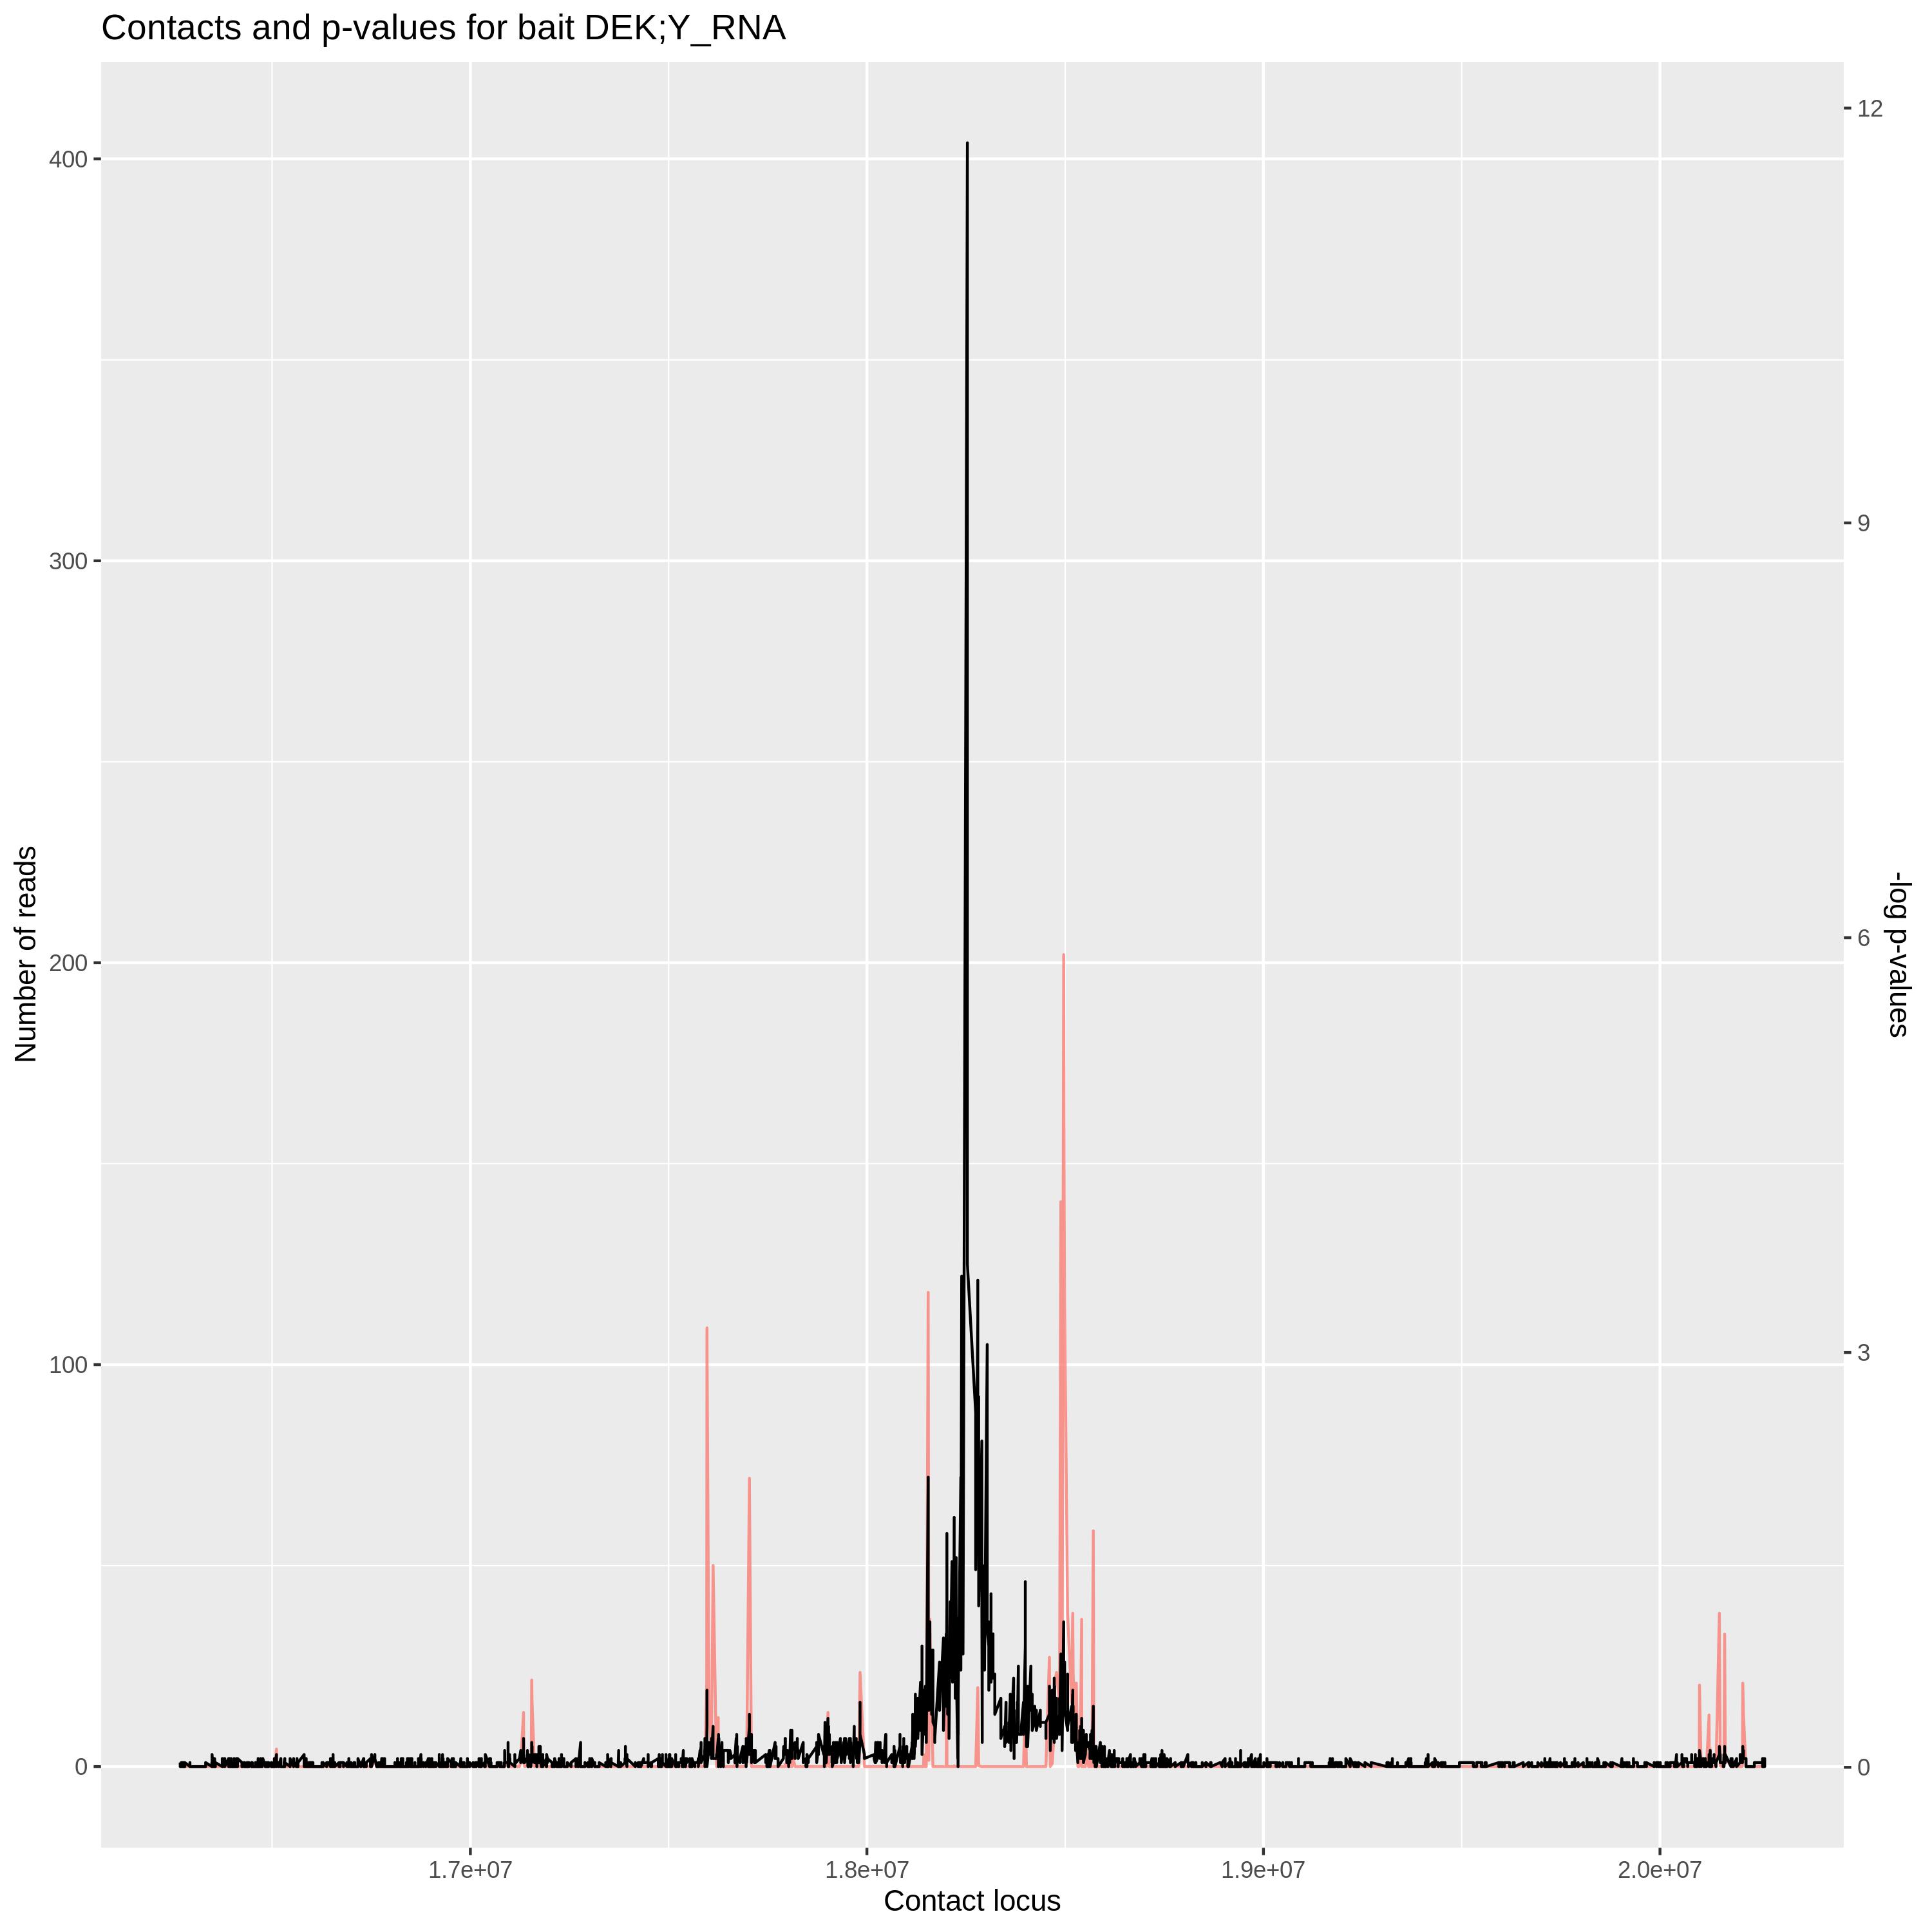 Contacts and p-values for bait DEK;Y_RNA
400
300
200
100
0
12
9
6
3
0
Number of reads
-log p-values
1.7e+07
1.8e+07
1.9e+07
2.0e+07
Contact locus